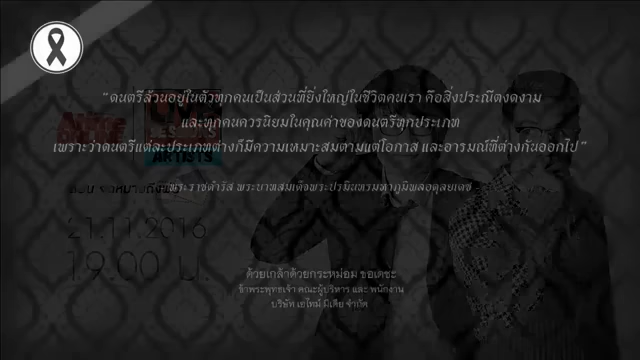 “ดนตรีล้วนอยู่ในตัวทุกคนเป็นส่วนที่ยิ่งใหญ่ในชีวิตคนเรา คือสิ่งประณีตงดงาม
และทุกคนควรนิยมในคุณค่าของดนตรีทุกประเภท
เพราะว่าดนตรีแต่ละประเภทต่างก็มีความเหมาะสมตามแต่โอกาส และอารมณ์ที่ต่างกันออกไป”
พระราชดำรัส พระบาทสมเด็จพระปรมินทรมหาภูมิพลอดุลยเดช
ARTISTS
21.11.2016
19.00 น.
ด้วยเกล้าด้วยกระหม่อม ขอเดชะ
ข้าพระพุทธเจ้า คณะผู้บริหาร และ พนักงาน
บริษัท เอไทม์ มีเดีย จำกัด